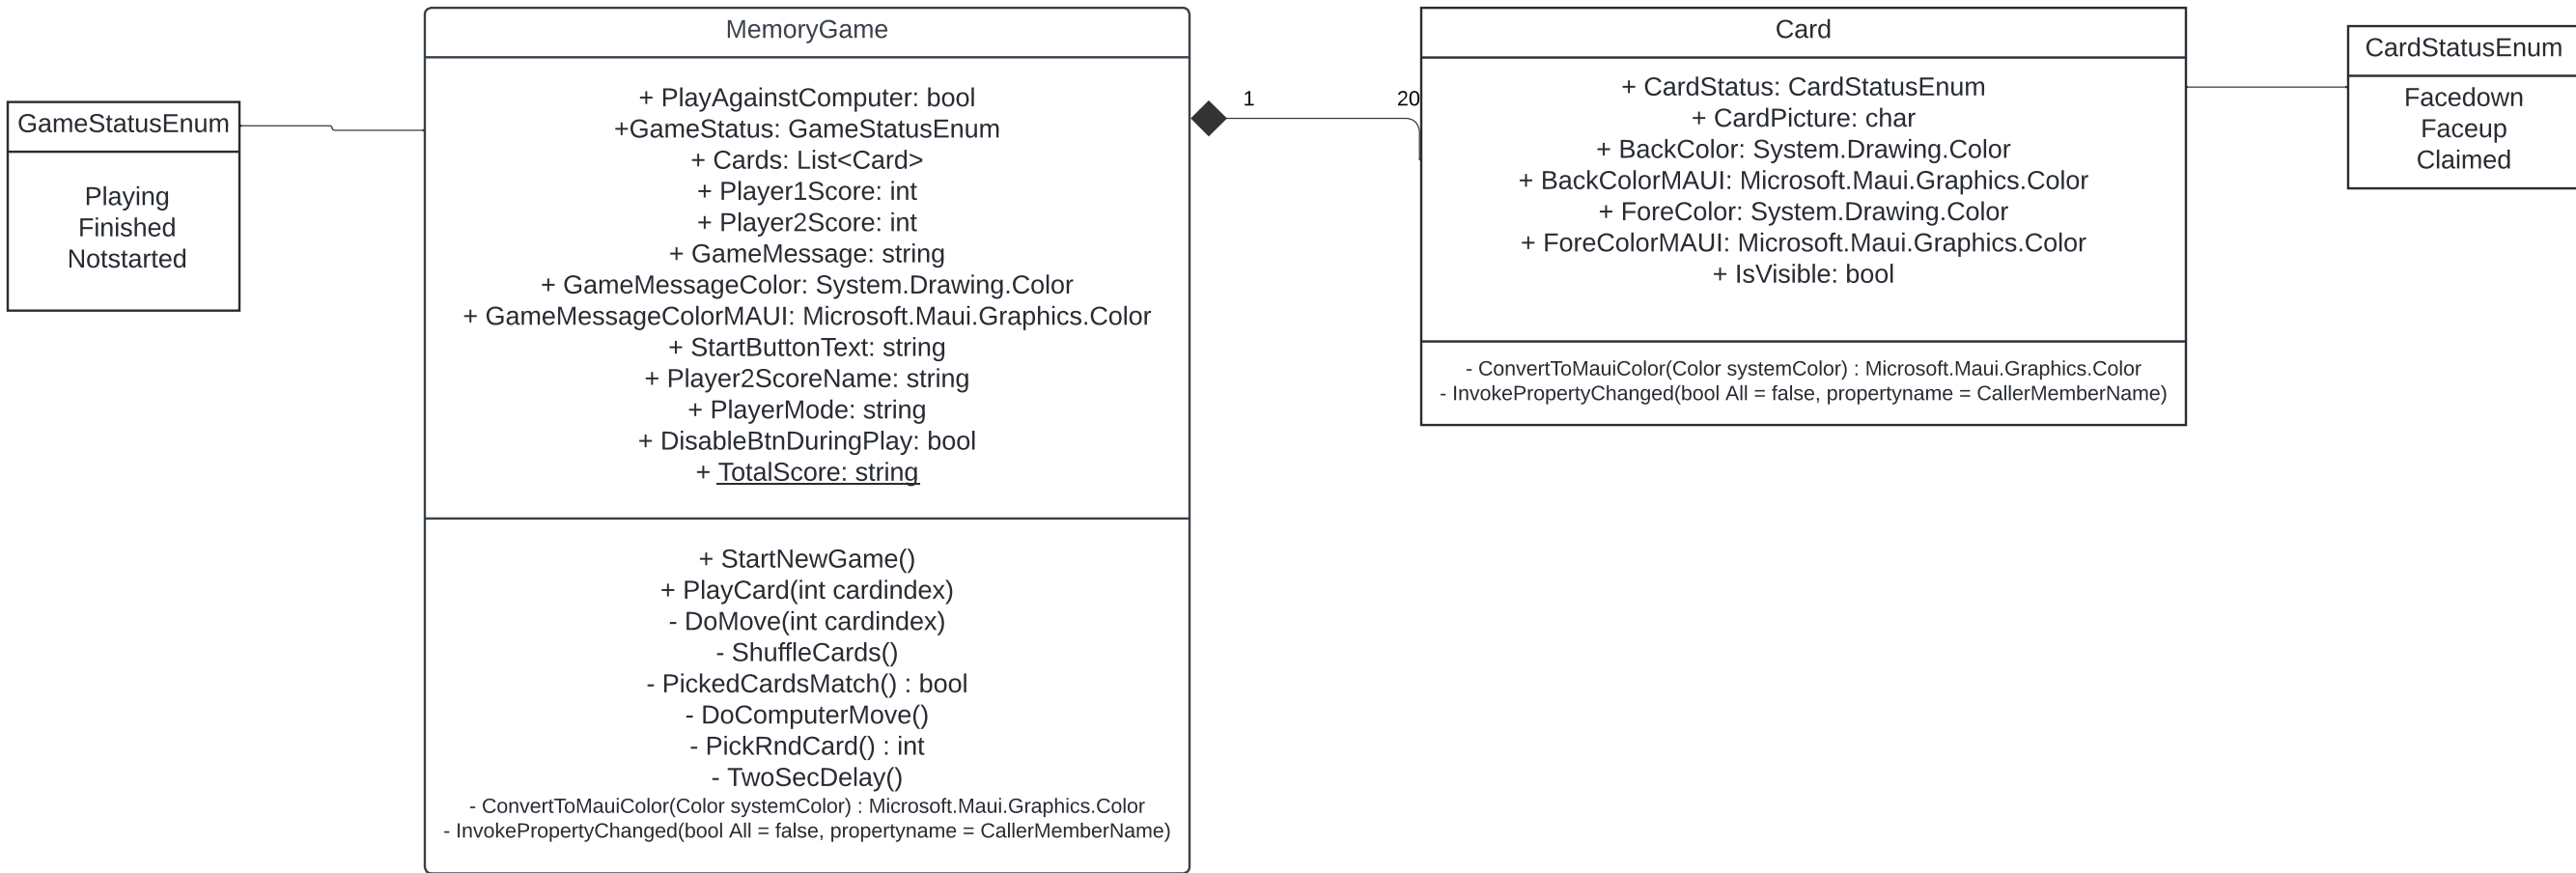 GameStatusEnum
Playing
Finished
Notstarted
MemoryGame
+ PlayAgainstComputer: bool
+GameStatus: GameStatusEnum
+ Cards: List<Card>
+ Player1Score: int
+ Player2Score: int
+ GameMessage: string
+ GameMessageColor: System.Drawing.Color
+ GameMessageColorMAUI: Microsoft.Maui.Graphics.Color
+ StartButtonText: string
+ Player2ScoreName: string
+ PlayerMode: string
+ DisableBtnDuringPlay: bool
+ TotalScore: string
+ StartNewGame()
+ PlayCard(int cardindex)
- DoMove(int cardindex)
- ShuffleCards()
- PickedCardsMatch() : bool
- DoComputerMove()
- PickRndCard() : int
- TwoSecDelay()
- ConvertToMauiColor(Color systemColor) : Microsoft.Maui.Graphics.Color
- InvokePropertyChanged(bool All = false, propertyname = CallerMemberName)
1
20
Card
+ CardStatus: CardStatusEnum
+ CardPicture: char
+ BackColor: System.Drawing.Color
+ BackColorMAUI: Microsoft.Maui.Graphics.Color
+ ForeColor: System.Drawing.Color
+ ForeColorMAUI: Microsoft.Maui.Graphics.Color
+ IsVisible: bool
- ConvertToMauiColor(Color systemColor) : Microsoft.Maui.Graphics.Color
- InvokePropertyChanged(bool All = false, propertyname = CallerMemberName)
CardStatusEnum
Facedown
Faceup
Claimed